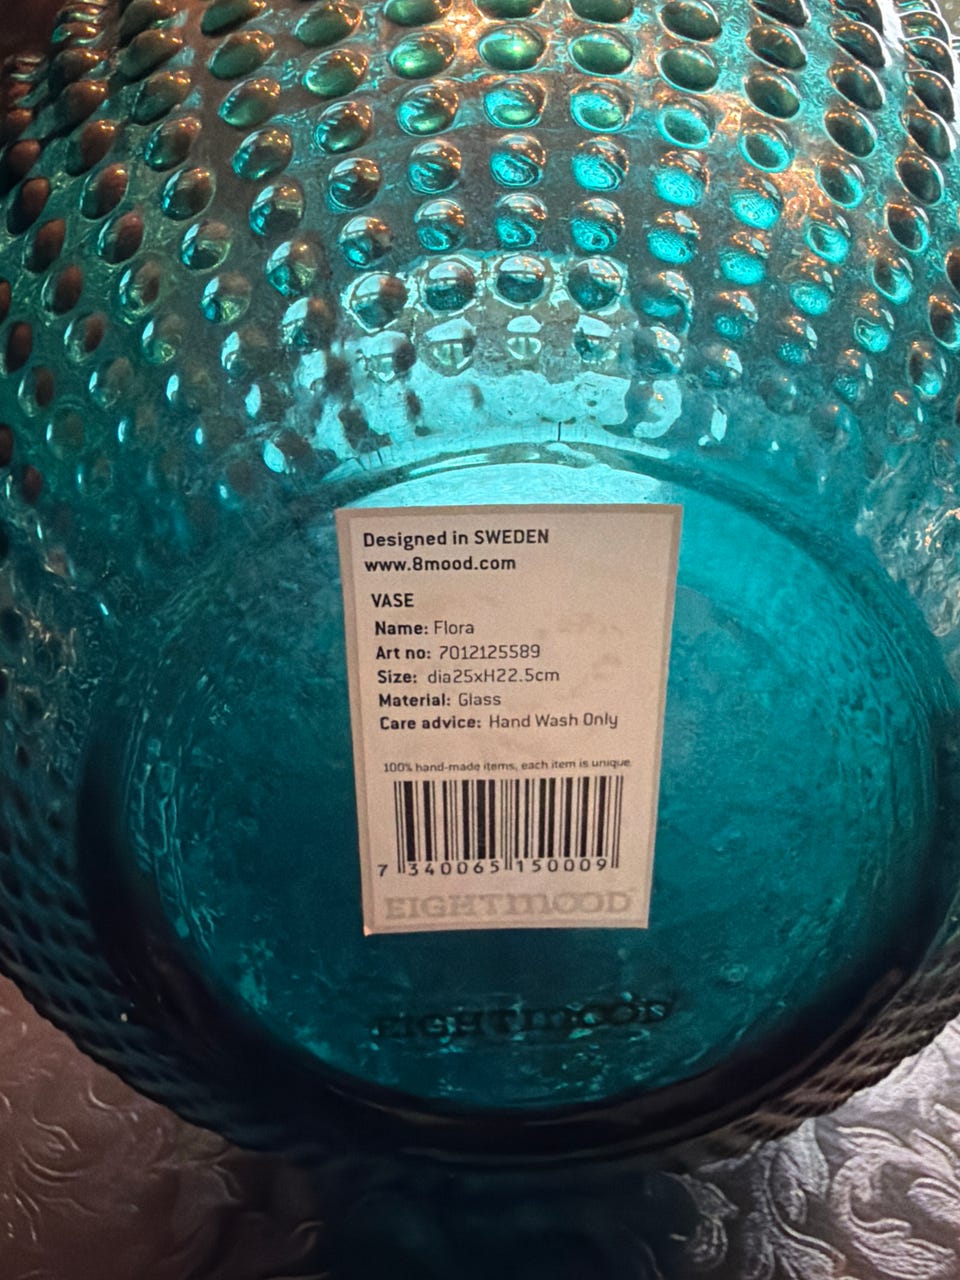 Designed in SWEDEN
www.8mood.com
VASE
Name: Flora
Art no: 7012125589
Size: dia25xH22.5cm
Material: Glass
Care advice: Hand Wash Only
100% hand-made items, each item is unique.
7 340065 150009
EIGHTMOOD
EIGHTMOOD